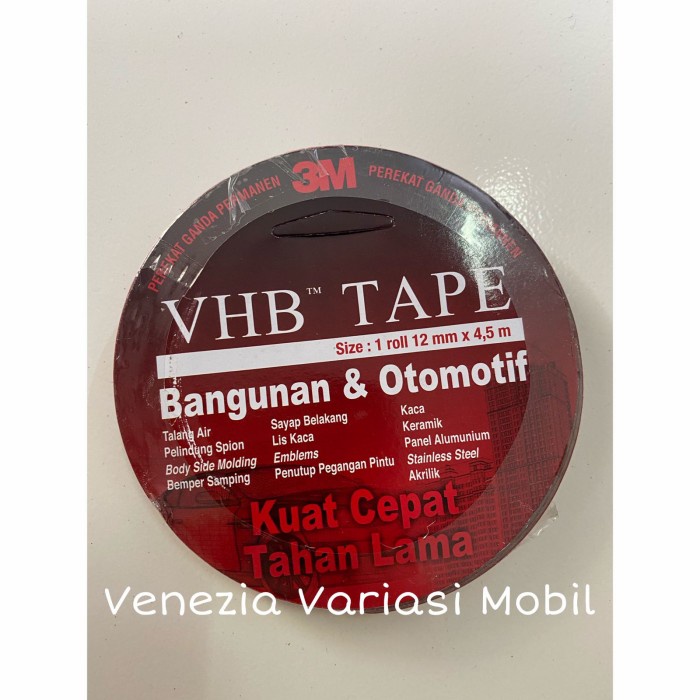 PEREKAT GANDA PERMANEN 3M PEREKAT GANDA PERMANEN
VHB™ TAPE
Size : 1 roll 12 mm x 4,5 m
Bangunan & Otomotif
Talang Air
Pelindung Spion
Body Side Molding
Bemper Samping
Sayap Belakang
Lis Kaca
Emblems
Penutup Pegangan Pintu
Kaca
Keramik
Panel Alumunium
Stainless Steel
Akrilik
Kuat Cepat
Tahan Lama
Venezia Variasi Mobil